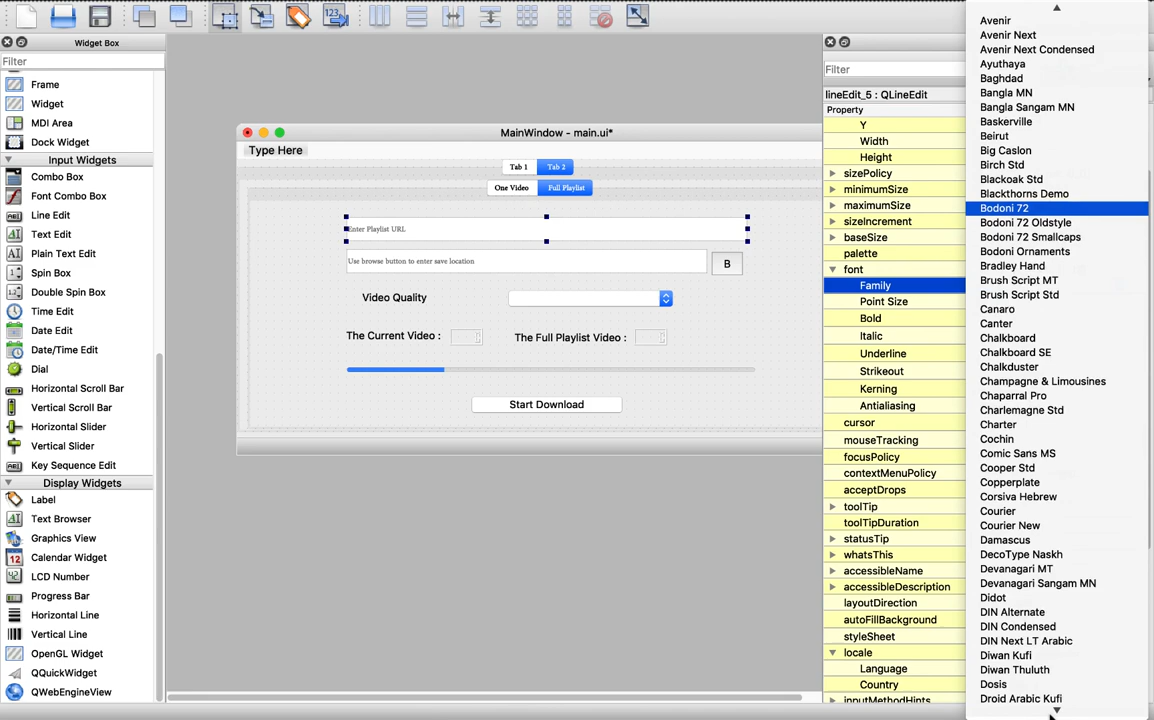 123
Widget Box
Filter
Frame
Widget
MDI Area
Dock Widget
Input Widgets
Combo Box
Font Combo Box
Line Edit
Text Edit
Plain Text Edit
Spin Box
Double Spin Box
Time Edit
Date Edit
Date/Time Edit
Dial
Horizontal Scroll Bar
Vertical Scroll Bar
Horizontal Slider
Vertical Slider
Key Sequence Edit
Display Widgets
Label
Text Browser
Graphics View
Calendar Widget
LCD Number
Progress Bar
Horizontal Line
Vertical Line
OpenGL Widget
QQuickWidget
QWebEngineView
MainWindow - main.ui*
Type Here
Tab 1
Tab 2
One Video
Full Playlist
Enter Playlist URL
Use browse button to enter save location
B
Video Quality
The Current Video :
The Full Playlist Video :
Start Download
Filter
lineEdit_5 : QLineEdit
Property
Y
Width
Height
sizePolicy
minimumSize
maximumSize
sizeIncrement
baseSize
palette
font
Family
Point Size
Bold
Italic
Underline
Strikeout
Kerning
Antialiasing
cursor
mouseTracking
focusPolicy
contextMenuPolicy
acceptDrops
toolTip
toolTipDuration
statusTip
whatsThis
accessibleName
accessibleDescription
layoutDirection
autoFillBackground
styleSheet
locale
Language
Country
inputMethodHints
Avenir
Avenir Next
Avenir Next Condensed
Ayuthaya
Baghdad
Bangla MN
Bangla Sangam MN
Baskerville
Beirut
Big Caslon
Birch Std
Blackoak Std
Blackthorns Demo
Bodoni 72
Bodoni 72 Oldstyle
Bodoni 72 Smallcaps
Bodoni Ornaments
Bradley Hand
Brush Script MT
Brush Script Std
Canaro
Canter
Chalkboard
Chalkboard SE
Chalkduster
Champagne & Limousines
Chaparral Pro
Charlemagne Std
Charter
Cochin
Comic Sans MS
Cooper Std
Copperplate
Corsiva Hebrew
Courier
Courier New
Damascus
DecoType Naskh
Devanagari MT
Devanagari Sangam MN
Didot
DIN Alternate
DIN Condensed
DIN Next LT Arabic
Diwan Kufi
Diwan Thuluth
Dosis
Droid Arabic Kufi